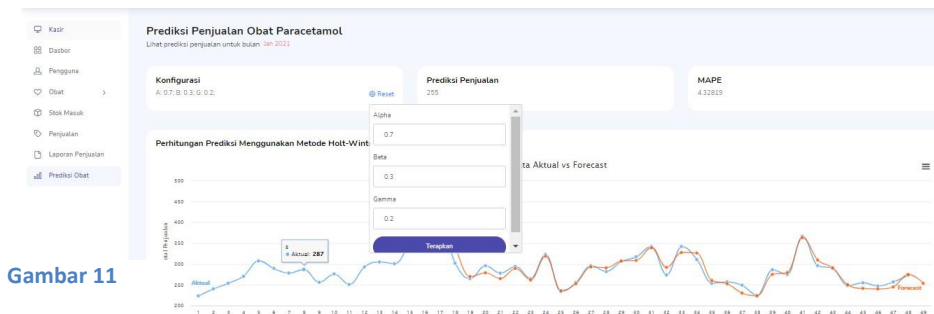 Kasir
Dasbor
Pengguna
Obat
Stok Masuk
Penjualan
Laporan Penjualan
Prediksi Obat
Prediksi Penjualan Obat Paracetamol
Lihat prediksi penjualan untuk bulan Jan 2021
Konfigurasi
A: 0.7; B: 0.3; G: 0.2;
Reset
Prediksi Penjualan
255
MAPE
4.32819
Alpha
0.7
Beta
0.3
Gamma
0.2
Terapkan
Perhitungan Prediksi Menggunakan Metode Holt-Wint
ta Aktual vs Forecast
500
450
400
350
300
250
200
8
Aktual: 287
Aktual
Forecast
1 2 3 4 5 6 7 8 9 10 11 12 13 14 15 16 17 18 19 20 21 22 23 24 25 26 27 28 29 30 31 32 33 34 35 36 37 38 39 40 41 42 43 44 45 46 47 48 49
Gambar 11